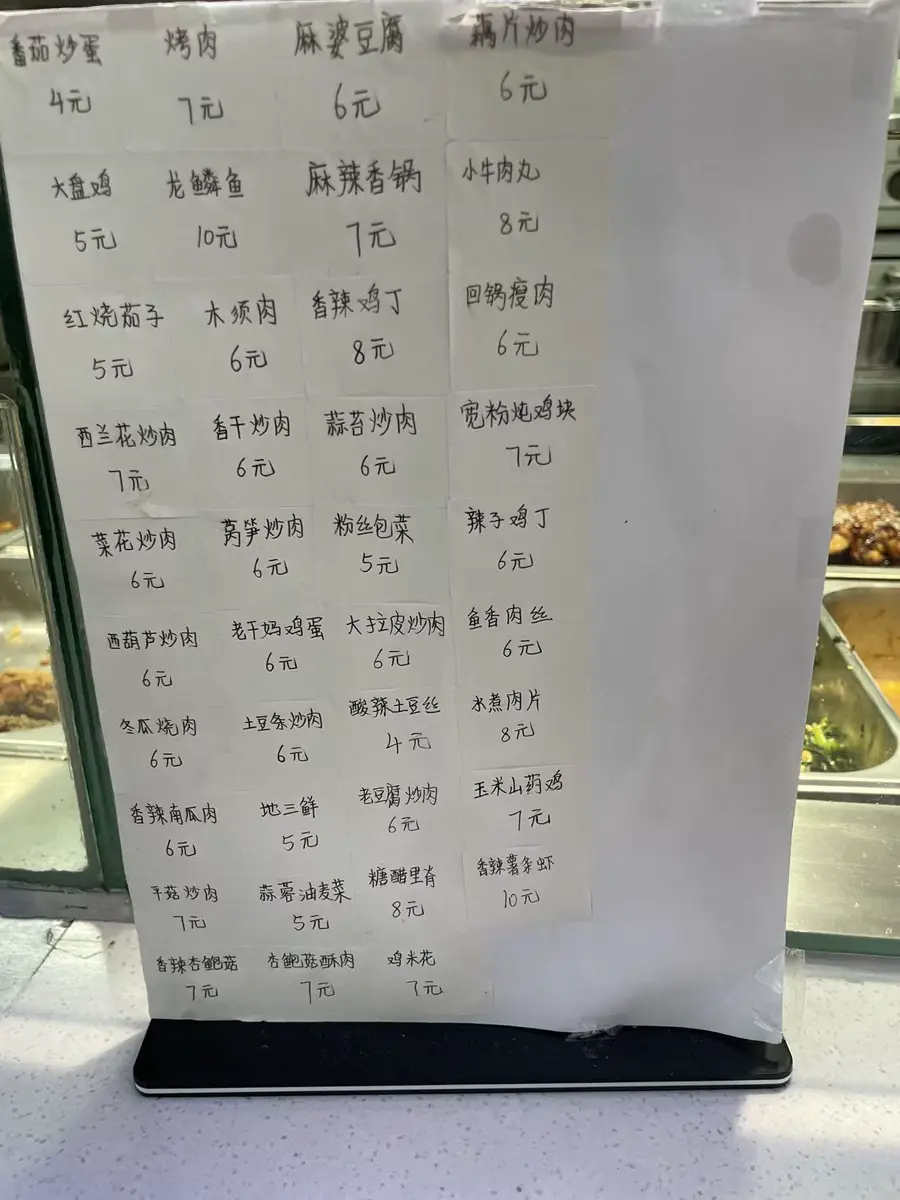 番茄炒蛋 烤肉 麻婆豆腐 藕片炒肉
4元 7元 6元 6元
大盘鸡 龙鳞鱼 麻辣香锅 小牛肉丸
5元 10元 7元 8元
红烧茄子 木须肉 香辣鸡丁 回锅瘦肉
5元 6元 8元 6元
西兰花炒肉 香干炒肉 蒜苔炒肉 宽粉炖鸡块
7元 6元 6元 7元
菜花炒肉 莴笋炒肉 粉丝包菜 辣子鸡丁
6元 6元 5元 6元
西葫芦炒肉 老干妈鸡蛋 大拉皮炒肉 鱼香肉丝
6元 6元 6元 6元
冬瓜烧肉 土豆条炒肉 酸辣土豆丝 水煮肉片
6元 6元 4元 8元
香辣南瓜肉 地三鲜 老豆腐炒肉 玉米山药鸡
6元 5元 6元 7元
平菇炒肉 蒜蓉油麦菜 糖醋里脊 香辣薯条虾
7元 5元 8元 10元
香辣杏鲍菇 杏鲍菇酥肉 鸡米花
7元 7元 7元